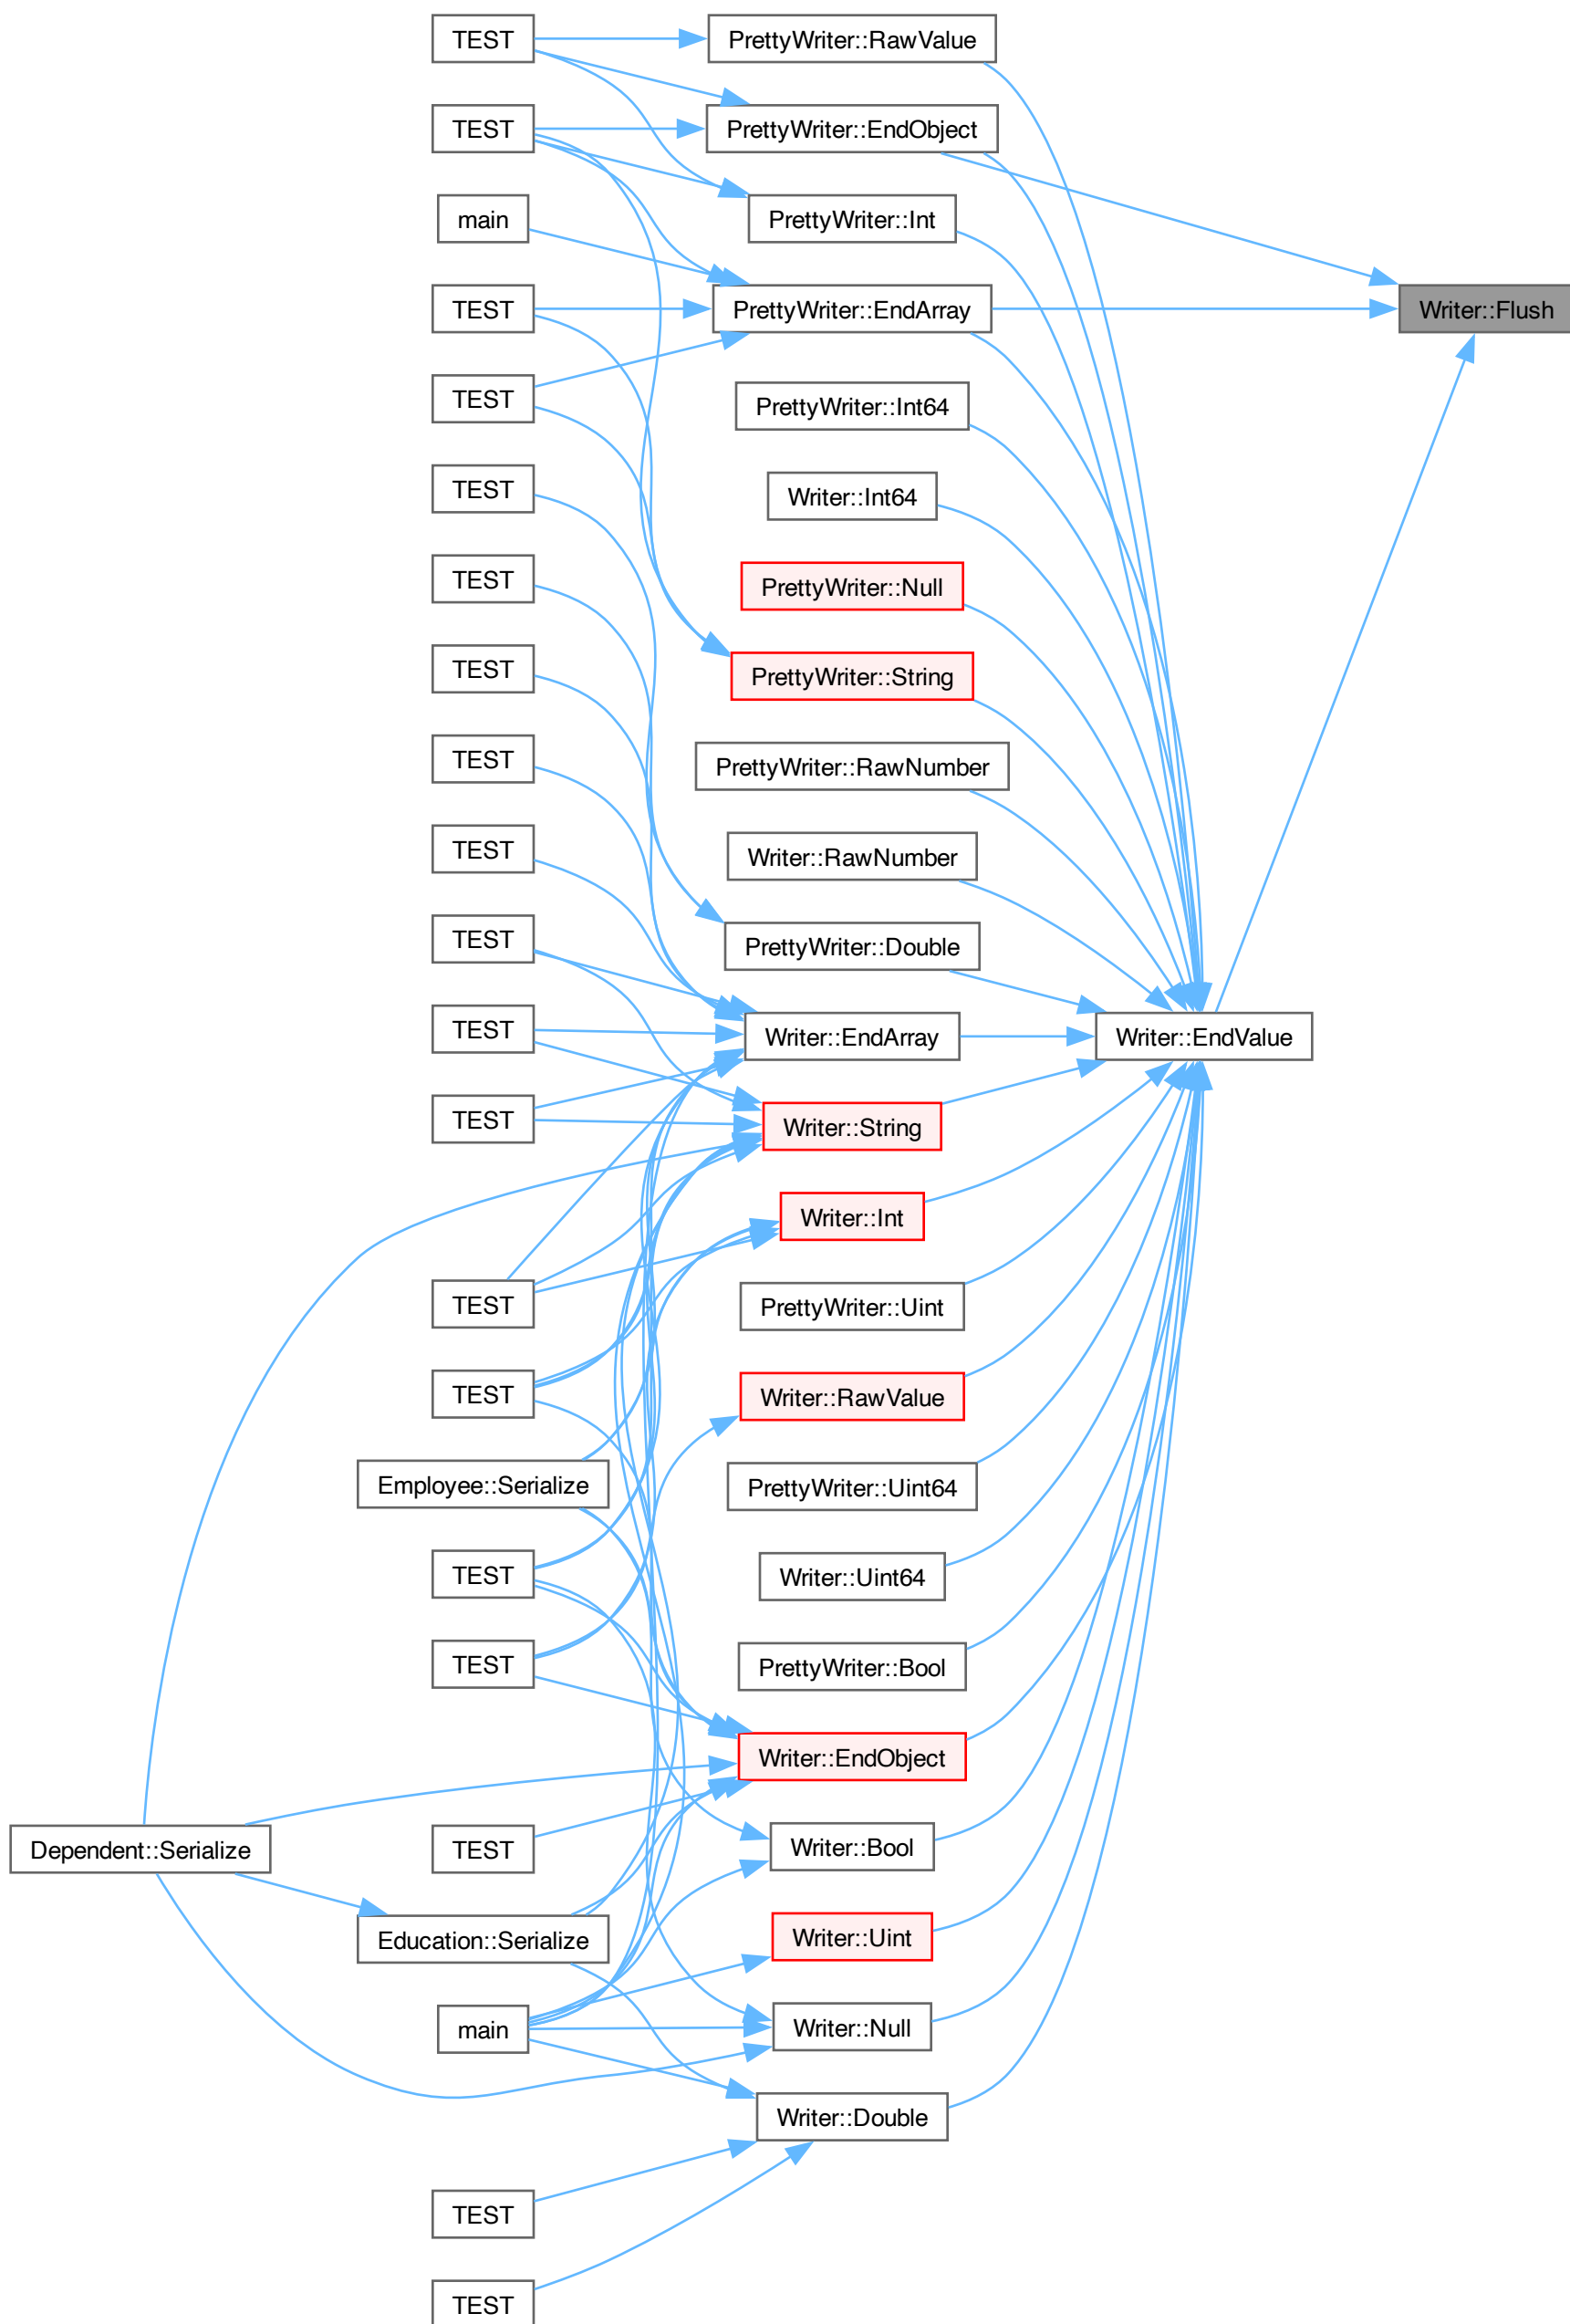 TEST
PrettyWriter::RawValue
TEST
PrettyWriter::EndObject
main
PrettyWriter::Int
TEST
PrettyWriter::EndArray
Writer::Flush
TEST
PrettyWriter::Int64
TEST
Writer::Int64
TEST
PrettyWriter::Null
TEST
PrettyWriter::String
TEST
PrettyWriter::RawNumber
TEST
Writer::RawNumber
TEST
PrettyWriter::Double
TEST
Writer::EndArray
Writer::EndValue
TEST
Writer::String
Writer::Int
TEST
PrettyWriter::Uint
TEST
Writer::RawValue
Employee::Serialize
PrettyWriter::Uint64
TEST
Writer::Uint64
TEST
PrettyWriter::Bool
Writer::EndObject
Dependent::Serialize
TEST
Writer::Bool
Education::Serialize
Writer::Uint
main
Writer::Null
Writer::Double
TEST
TEST